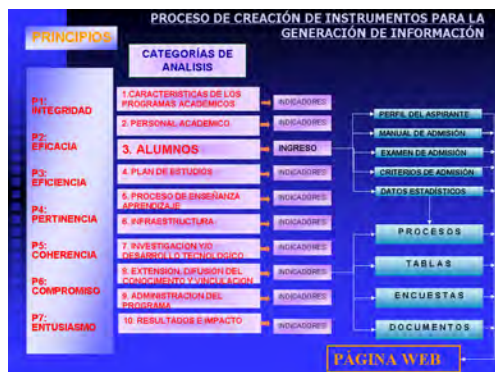 PROCESO DE CREACIÓN DE INSTRUMENTOS PARA LA
GENERACIÓN DE INFORMACIÓN
PRINCIPIOS
CATEGORÍAS DE
ANÁLISIS
P1:
INTEGRIDAD
P2:
EFICACIA
P3:
EFICIENCIA
P4:
PERTINENCIA
P5:
COHERENCIA
P6:
COMPROMISO
P7:
ENTUSIASMO
1.CARACTERISTICAS DE LOS
PROGRAMAS ACADEMICOS
2. PERSONAL ACADEMICO
3. ALUMNOS
4. PLAN DE ESTUDIOS
5. PROCESO DE ENSEÑANZA
APRENDIZAJE
6. INFRAESTRUCTURA
7. INVESTIGACION Y/O
DESARROLLO TECNOLOGICO
8. EXTENSION, DIFUSIÓN DEL
CONOCIMIENTO Y VINCULACION
9. ADMINISTRACION DEL
PROGRAMA
10. RESULTADOS E IMPACTO
INDICADORES
INDICADORES
INGRESO
INDICADORES
INDICADORES
INDICADORES
INDICADORES
INDICADORES
INDICADORES
INDICADORES
PERFIL DEL ASPIRANTE
MANUAL DE ADMISIÓN
EXÁMEN DE ADMISIÓN
CRITERIOS DE ADMISIÓN
DATOS ESTADÍSTICOS
PROCESOS
TABLAS
ENCUESTAS
DOCUMENTOS
PÁGINA WEB